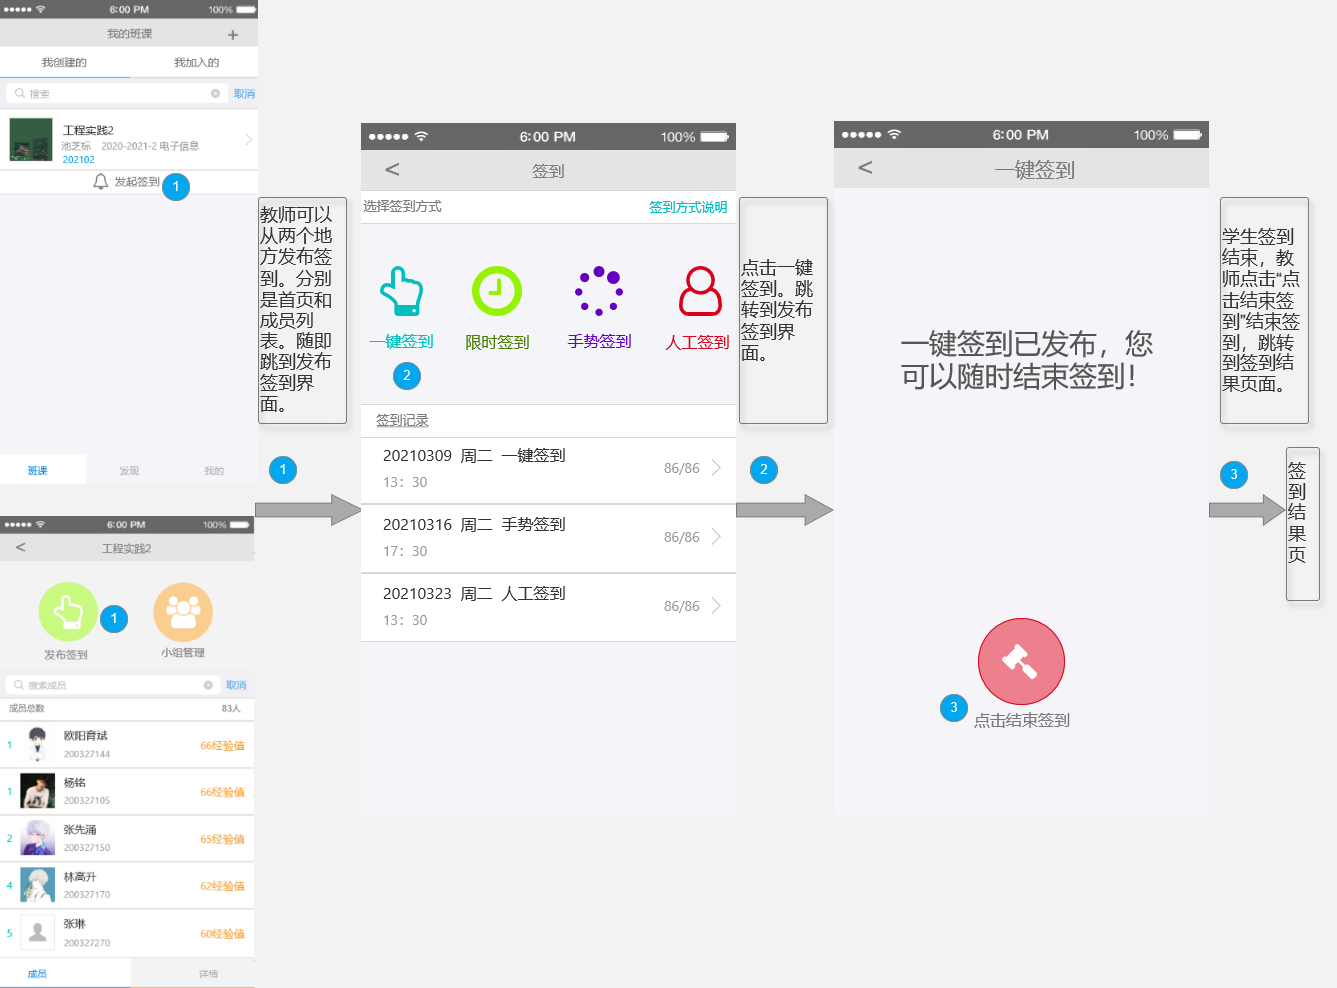 6:00 PM
100%
我的班课
+
我创建的
我加入的
搜索
取消
工程实践2
池芝标 2020-2021-2 电子信息
202102
发起签到
1
班课
发现
我的
6:00 PM
100%
<
工程实践2
发布签到
1
小组管理
搜索成员
取消
成员总数
83人
1
欧阳育斌
200327144
66经验值
1
杨铭
200327105
66经验值
2
张先涌
200327150
65经验值
4
林高升
200327170
62经验值
5
张琳
200327270
60经验值
成员
详情
教师可以
从两个地
方发布签
到。分别
是首页和
成员列
表。随即
跳到发布
签到界
面。
1
6:00 PM
100%
<
签到
选择签到方式
签到方式说明
一键签到
限时签到
手势签到
人工签到
2
签到记录
20210309 周二 一键签到
13：30
86/86
20210316 周二 手势签到
17：30
86/86
20210323 周二 人工签到
13：30
86/86
点击一键
签到。跳
转到发布
签到界
面。
2
6:00 PM
100%
<
一键签到
一键签到已发布，您
可以随时结束签到！
3
点击结束签到
学生签到
结束，教
师点击“点
击结束签
到”结束签
到，跳转
到签到结
果页面。
3
签
到
结
果
页